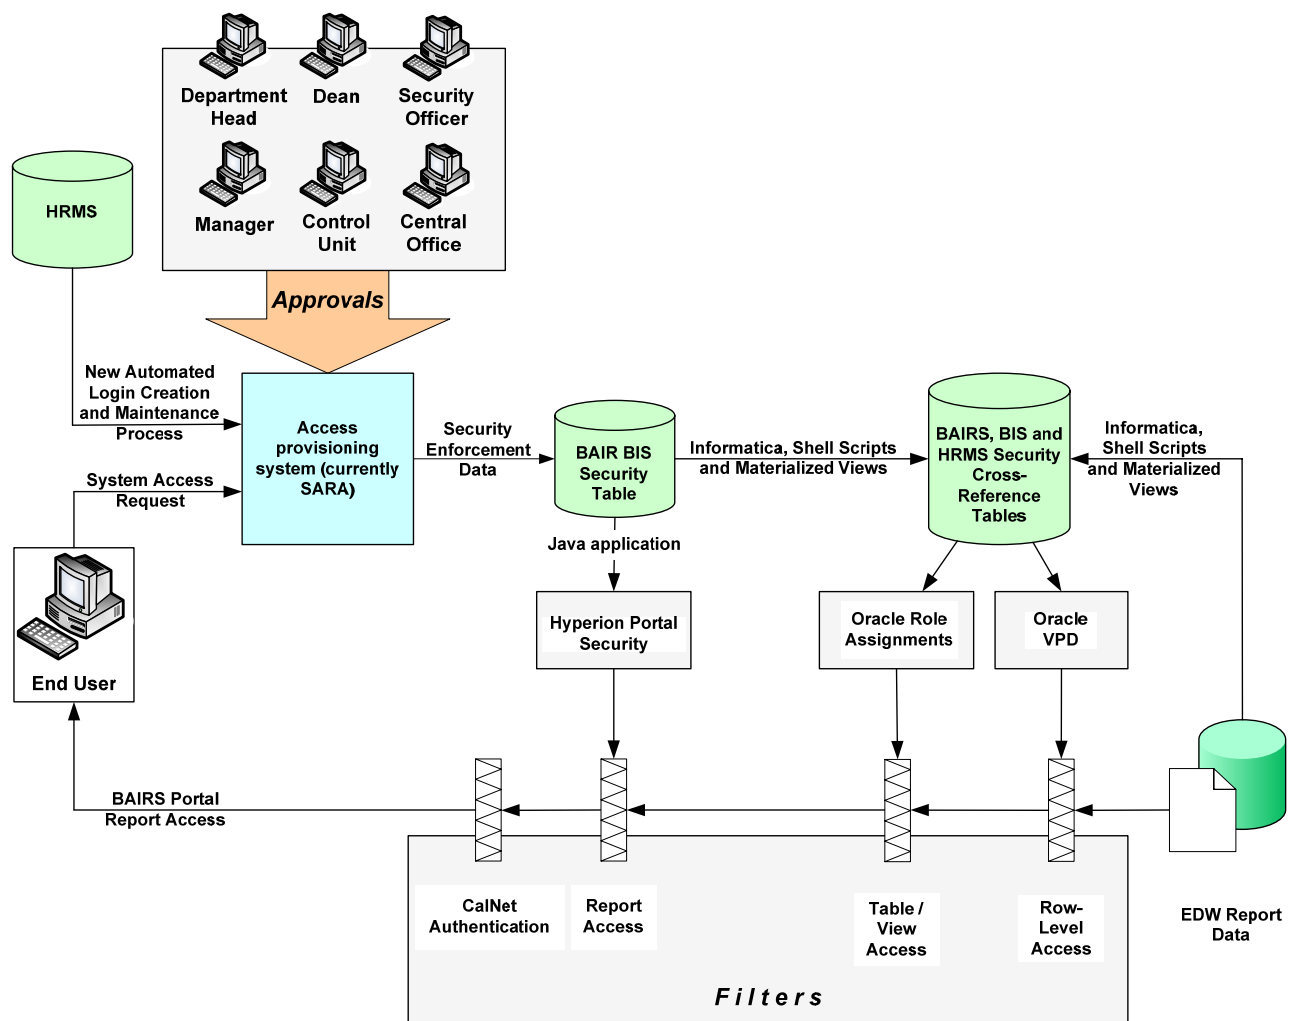 Department
Head
Dean
Security
Officer
Manager
Control
Unit
Central
Office
HRMS
Approvals
New Automated
Login Creation
and Maintenance
Process
Access
provisioning
system (currently
SARA)
Security
Enforcement
Data
BAIR BIS
Security
Table
Informatica, Shell Scripts
and Materialized Views
BAIRS, BIS and
HRMS Security
Cross-
Reference
Tables
Informatica,
Shell Scripts
and Materialized
Views
System Access
Request
Java application
End User
Hyperion Portal
Security
Oracle Role
Assignments
Oracle
VPD
BAIRS Portal
Report Access
CalNet
Authentication
Report
Access
Table /
View
Access
Row-
Level
Access
EDW Report
Data
Filters